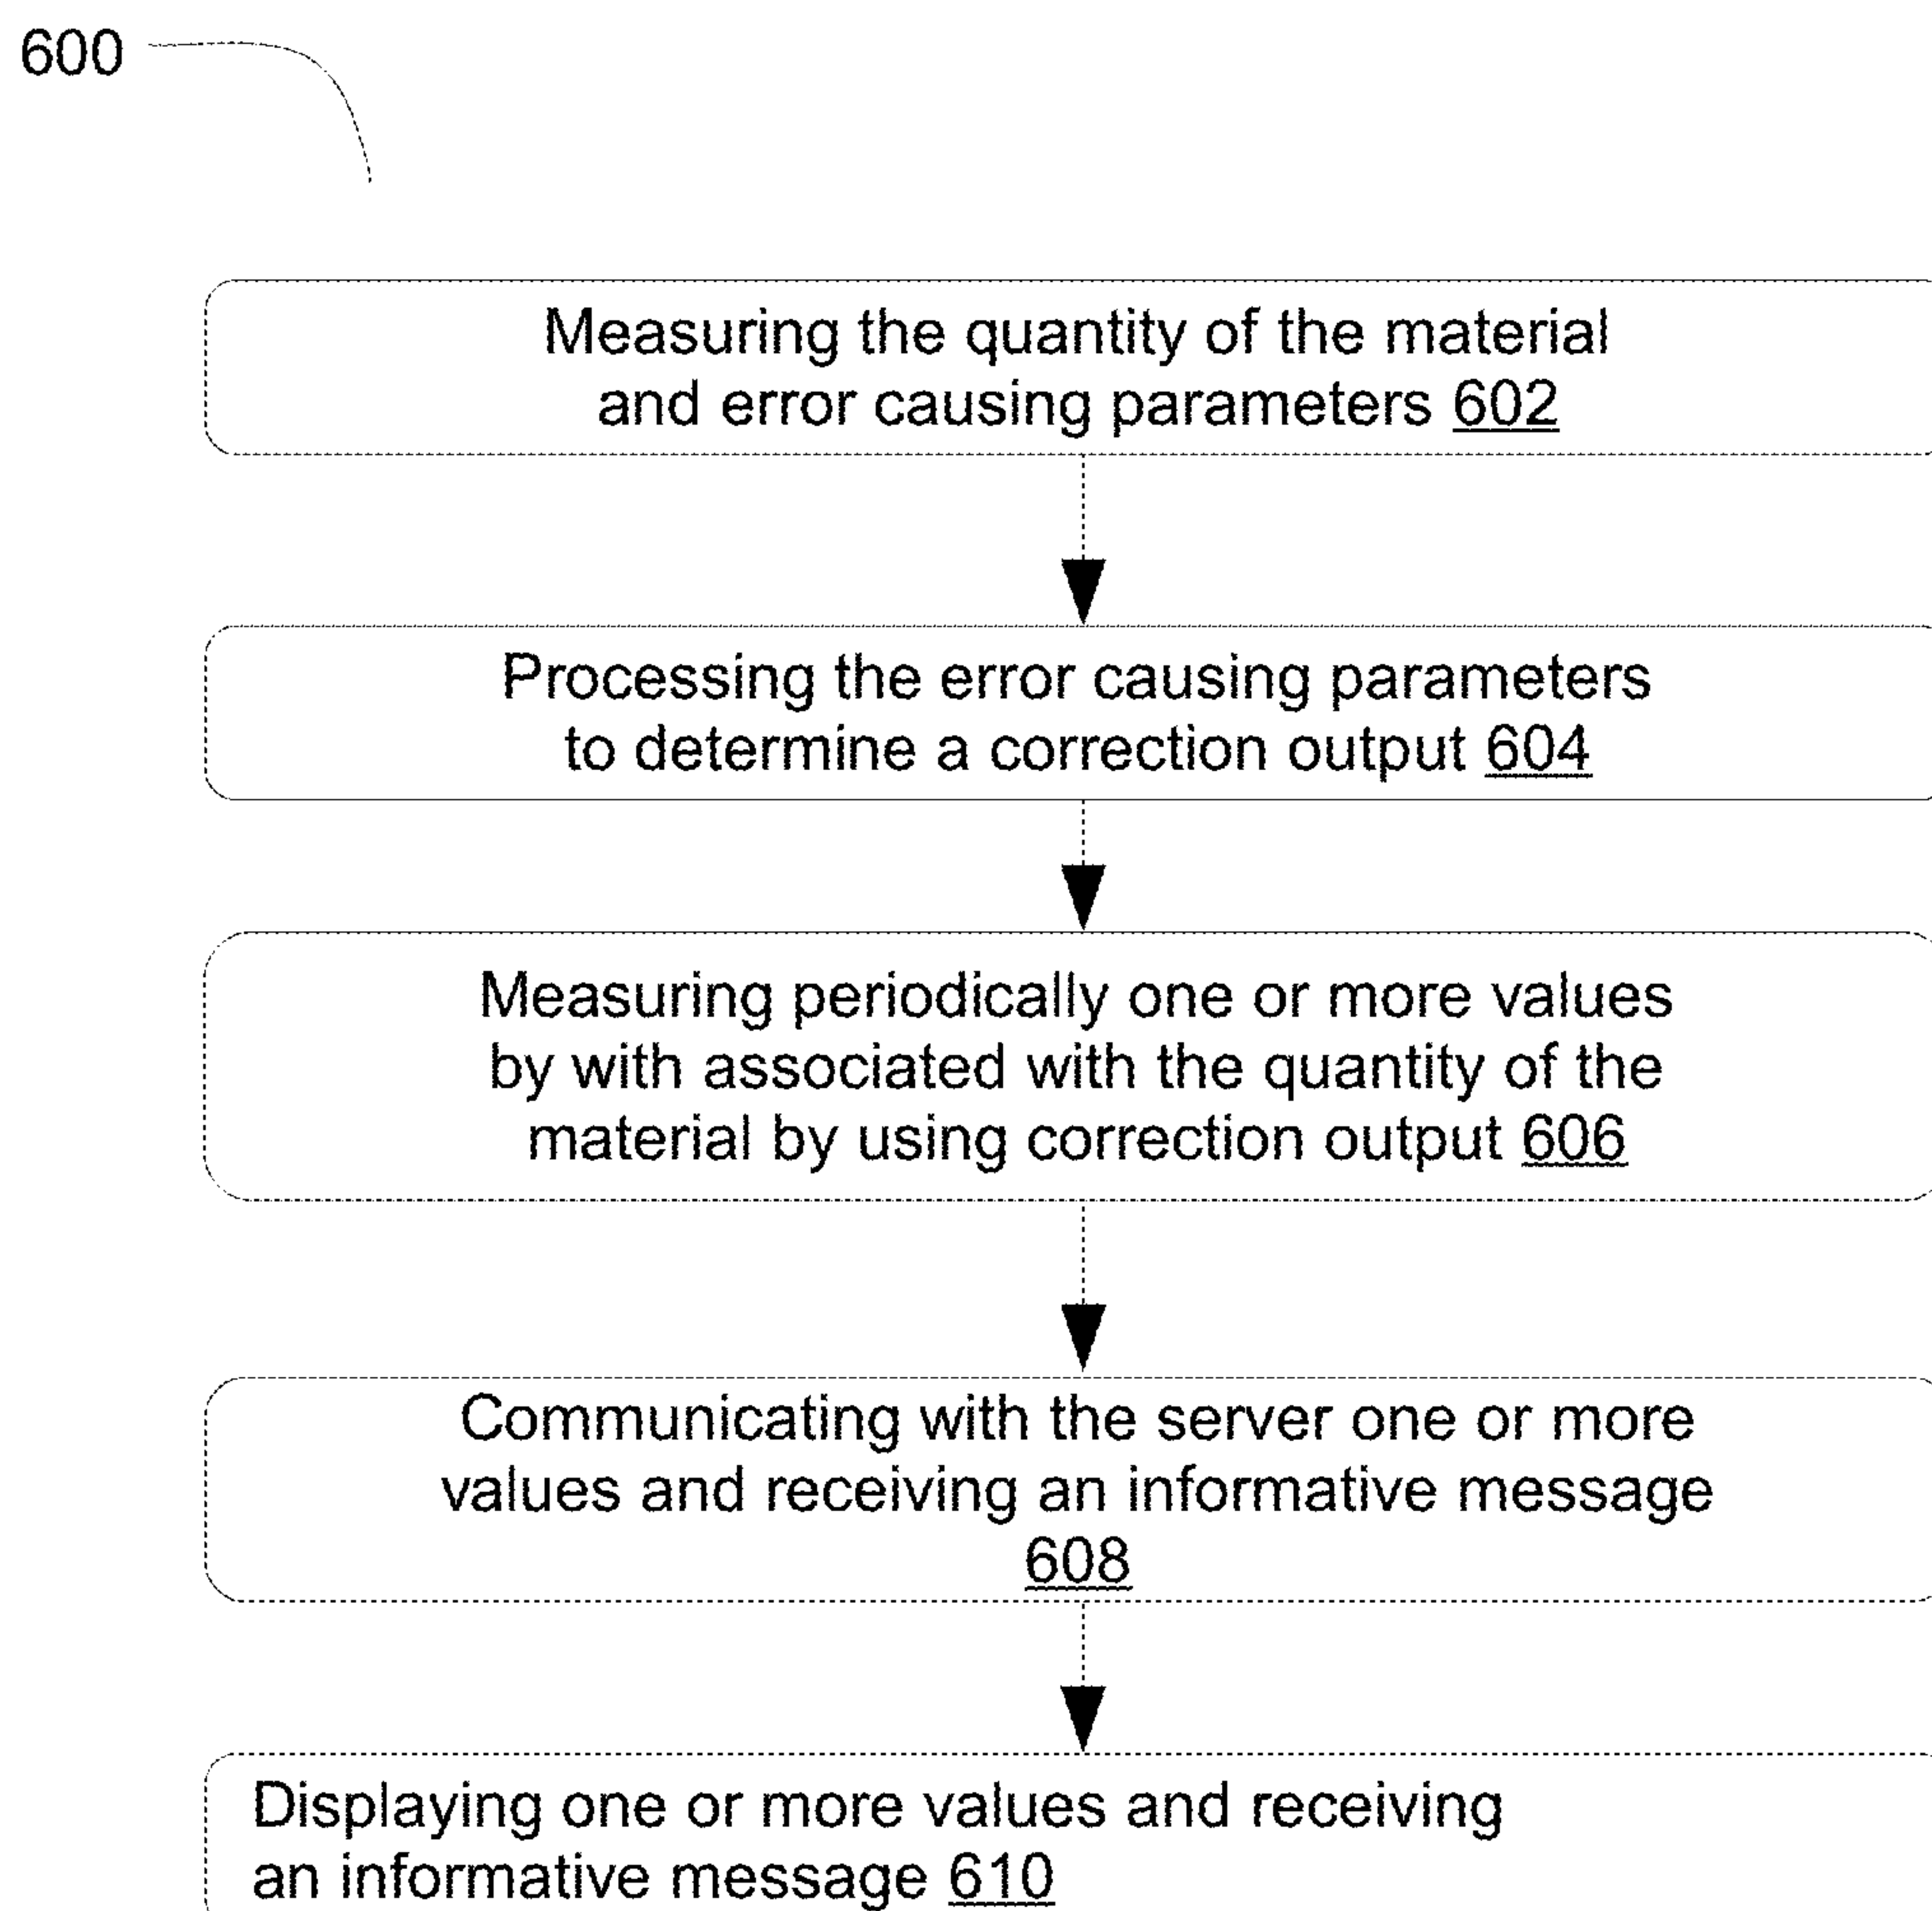 600
Measuring the quantity of the material
and error causing parameters 602
Processing the error causing parameters
to determine a correction output 604
Measuring periodically one or more values
by with associated with the quantity of the
material by using correction output 606
Communicating with the server one or more
values and receiving an informative message
608
Displaying one or more values and receiving
an informative message 610